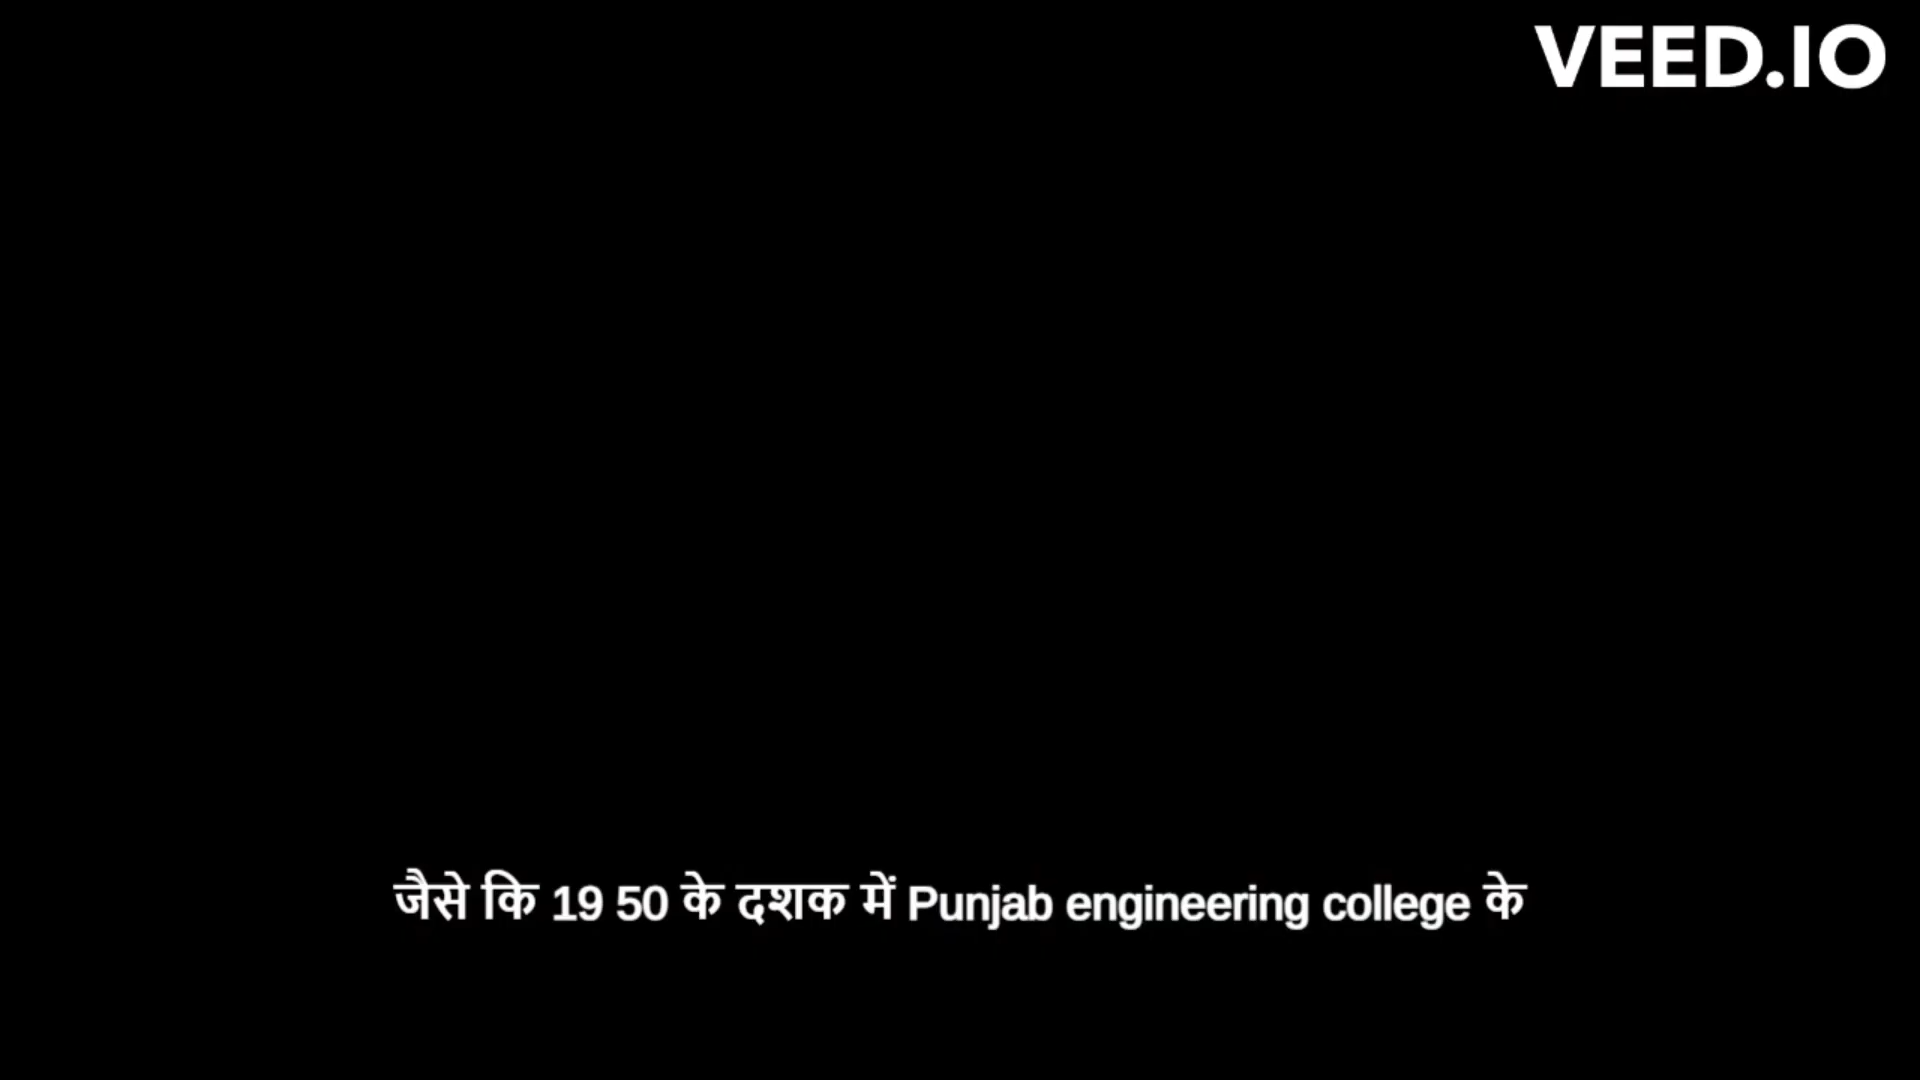 VEED.IO
जैसे कि 19 50 के दशक में Punjab engineering college के